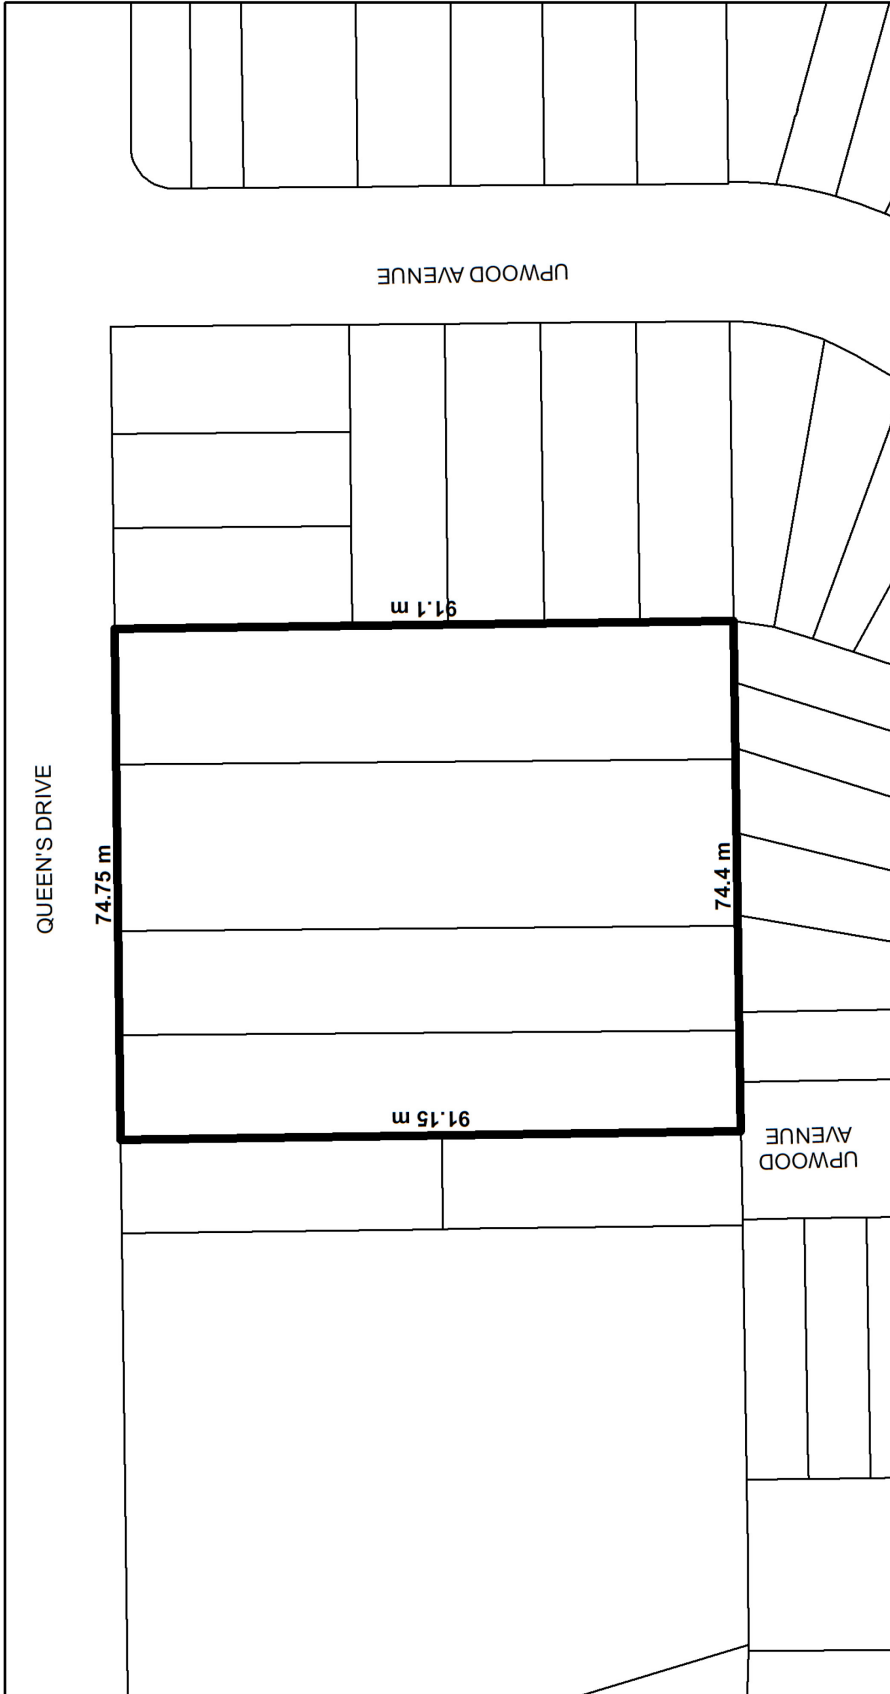 UPWOOD AVENUE
91.1 m
QUEEN'S DRIVE
74.75 m
74.4 m
91.15 m
UPWOOD
AVENUE